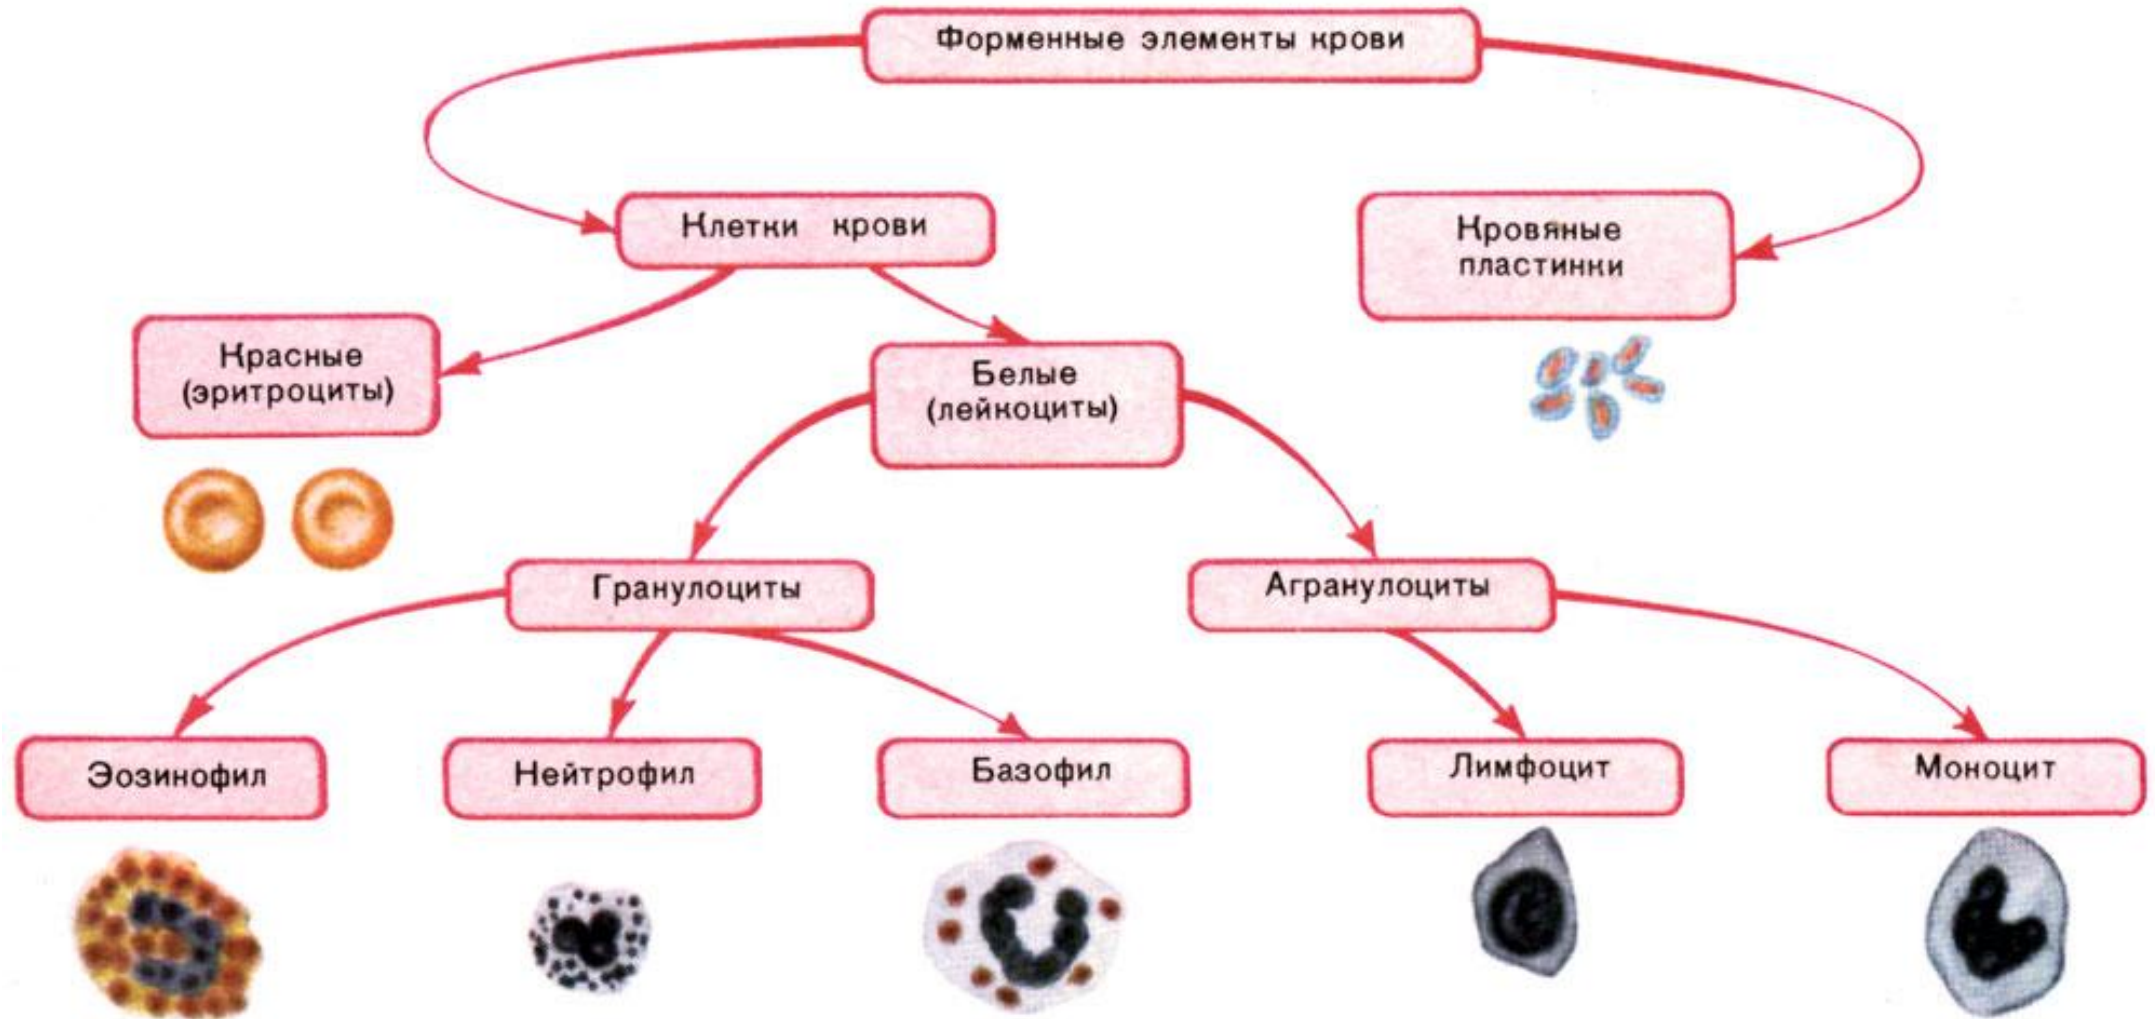 Форменные элементы крови
Клетки крови
Кровяные
пластинки
Красные
(эритроциты)
Белые
(лейкоциты)
Гранулоциты
Агранулоциты
Эозинофил
Нейтрофил
Базофил
Лимфоцит
Моноцит